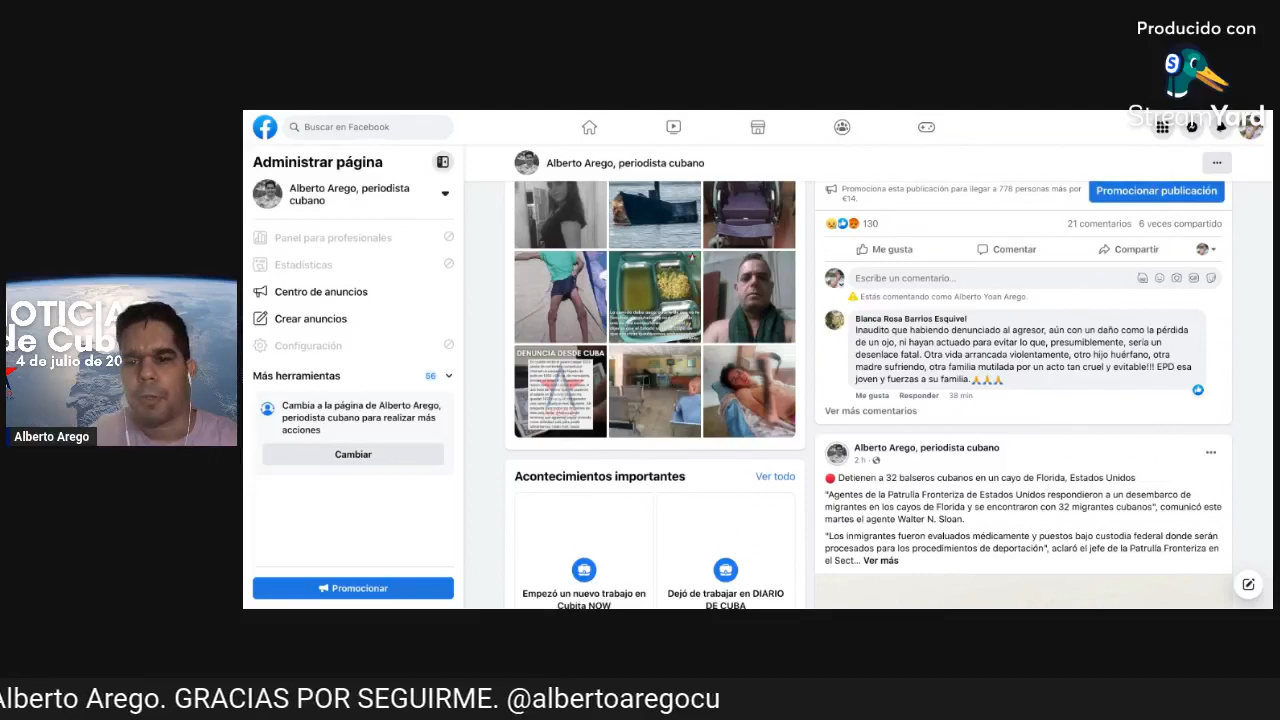 Producido con
StreamYard
Buscar en Facebook
Administrar página
Alberto Arego, periodista
cubano
Panel para profesionales
Estadísticas
Centro de anuncios
Crear anuncios
Configuración
Más herramientas
56
Cambia a la página de Alberto Arego,
periodista cubano para realizar más
acciones
Cambiar
Promocionar
Alberto Arego, periodista cubano
DENUNCIA DESDE CUBA
Acontecimientos importantes
Ver todo
Empezó un nuevo trabajo en
Cubita NOW
Dejó de trabajar en DIARIO
DE CUBA
Promociona esta publicación para llegar a 778 personas más por
€14.
Promocionar publicación
130
21 comentarios 6 veces compartido
Me gusta
Comentar
Compartir
Escribe un comentario...
Estás comentando como Alberto Yoan Arego.
Bianca Rosa Barrios Esquivel
Inaudito que habiendo denunciado al agresor, aún con un daño como la pérdida
de un ojo, ni hayan actuado para evitar lo que, presumiblemente, sería un
desenlace fatal. Otra vida arrancada violentamente, otro hijo huérfano, otra
madre sufriendo, otra familia mutilada por un acto tan cruel y evitable!!! EPD esa
joven y fuerzas a su familia.🙏🙏🙏
Me gusta Responder 38 min
Ver más comentarios
Alberto Arego, periodista cubano
2 h
🔴 Detienen a 32 balseros cubanos en un cayo de Florida, Estados Unidos
"Agentes de la Patrulla Fronteriza de Estados Unidos respondieron a un desembarco de
migrantes en los cayos de Florida y se encontraron con 32 migrantes cubanos", comunicó este
martes el agente Walter N. Sloan.
"Los inmigrantes fueron evaluados médicamente y puestos bajo custodia federal donde serán
procesados para los procedimientos de deportación", aclaró el jefe de la Patrulla Fronteriza en
el Sect... Ver más
OTICIA
de Cub
4 de julio de 20
Alberto Arego
Alberto Arego. GRACIAS POR SEGUIRME. @albertoaregocu